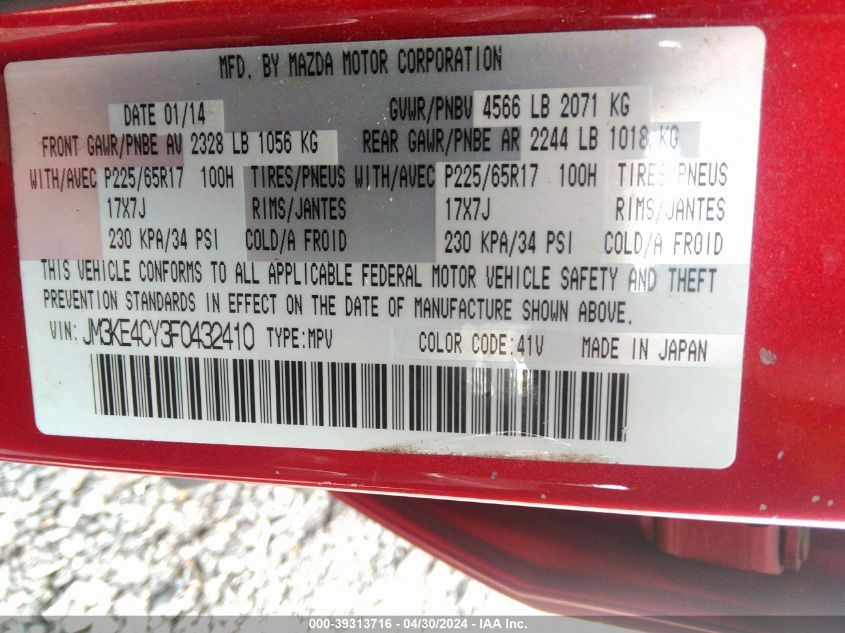 MFD. BY MAZDA MOTOR CORPORATION
DATE 01/14 GVWR/PNBV 4566 LB 2071 KG
FRONT GAWR/PNBE AV 2328 LB 1056 KG REAR GAWR/PNBE AR 2244 LB 1018 KG
WITH/AVEC P225/65R17 100H TIRES/PNEUS WITH/AVEC P225/65R17 100H TIRES/PNEUS
17X7J RIMS/JANTES 17X7J RIMS/JANTES
230 KPA/34 PSI COLD/A FROID 230 KPA/34 PSI COLD/A FROID
THIS VEHICLE CONFORMS TO ALL APPLICABLE FEDERAL MOTOR VEHICLE SAFETY AND THEFT
PREVENTION STANDARDS IN EFFECT ON THE DATE OF MANUFACTURE SHOWN ABOVE.
VIN: JM3KE4CY3F0432410 TYPE:MPV COLOR CODE:41V MADE IN JAPAN
000-39313716 - 04/30/2024 - IAA Inc.